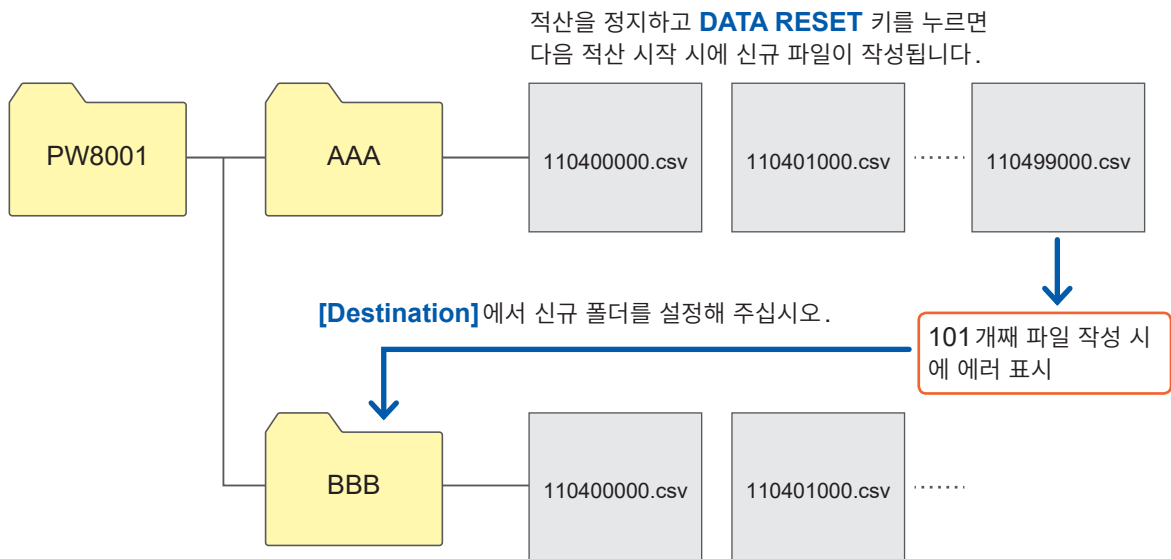 적산을 정지하고 DATA RESET 키를 누르면
다음 적산 시작 시에 신규 파일이 작성됩니다.
PW8001
AAA
110400000.csv
110401000.csv
110499000.csv
[Destination]에서 신규 폴더를 설정해 주십시오.
101개째 파일 작성 시
에 에러 표시
BBB
110400000.csv
110401000.csv